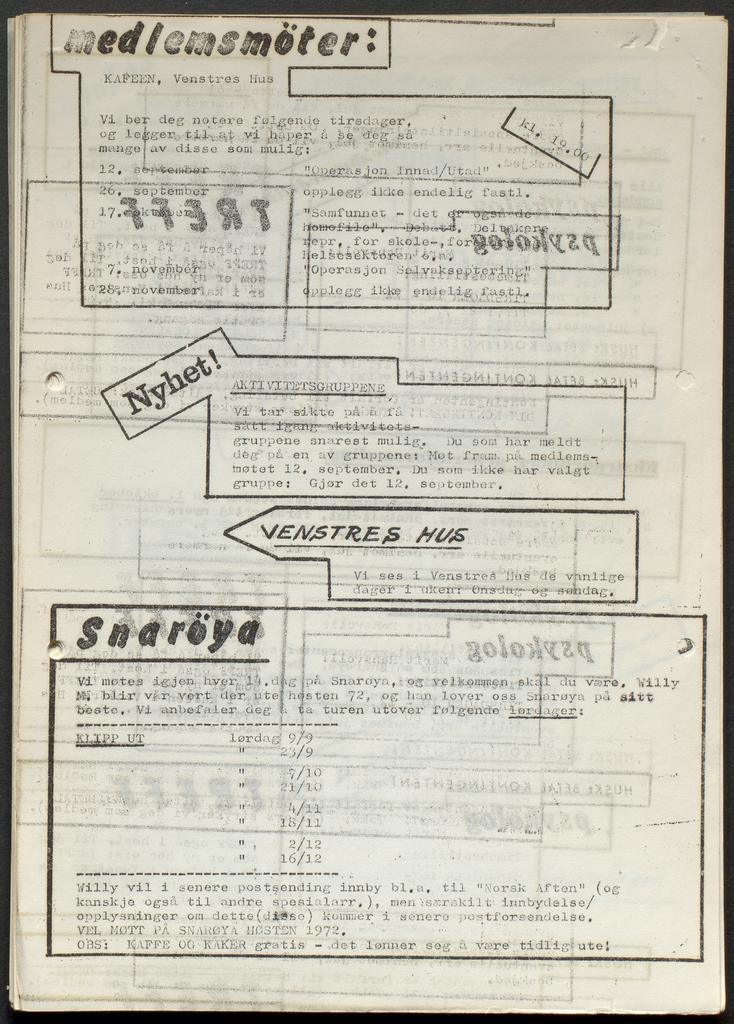 medlemsmöter:
KAFEEN, Venstres Hus
Vi ber deg notere følgende tirsdager,
og legger til at vi håper å se deg så
mange av disse som mulig:
kl. 19.00
12. september "Operasjon Innad/Utad"
26. september opplegg ikke endelig fastl.
17. oktober "Samfunnet - det er også de
homofile". Debatt. Deltakere
repr. for skole-, for
helsesektoren o.a.
7. november "Operasjon Selvakseptering"
28. november opplegg ikke endelig fastl.
Nyhet!
AKTIVITETSGRUPPENE
Vi tar sikte på å få
satt igang aktivitets-
gruppene snarest mulig. Du som har meldt
deg på en av gruppene: Møt fram på medlems-
møtet 12. september. Du som ikke har valgt
gruppe: Gjør det 12. september.
VENSTRES HUS
Vi ses i Venstres Hus de vanlige
dager i uken: Onsdag og søndag.
Snaröya
Vi møtes igjen hver 14.dag på Snarøya, og velkommen skal du være. Willy
M. blir vår vert der ute høsten 72, og han lover oss Snarøya på sitt
beste. Vi anbefaler deg å ta turen utover følgende lørdager:
KLIPP UT lørdag 9/9
" 23/9
" 7/10
" 21/10
" 4/11
" 18/11
" 2/12
" 16/12
Willy vil i senere postsending innby bl.a. til "Norsk Aften" (og
kanskje også til andre spesialarr.), men særskilt innbydelse/
opplysninger om dette(disse) kommer i senere postforsendelse.
VEL MØTT PÅ SNARØYA HØSTEN 1972.
OBS: KAFFE OG KAKER gratis - det lønner seg å være tidlig ute!